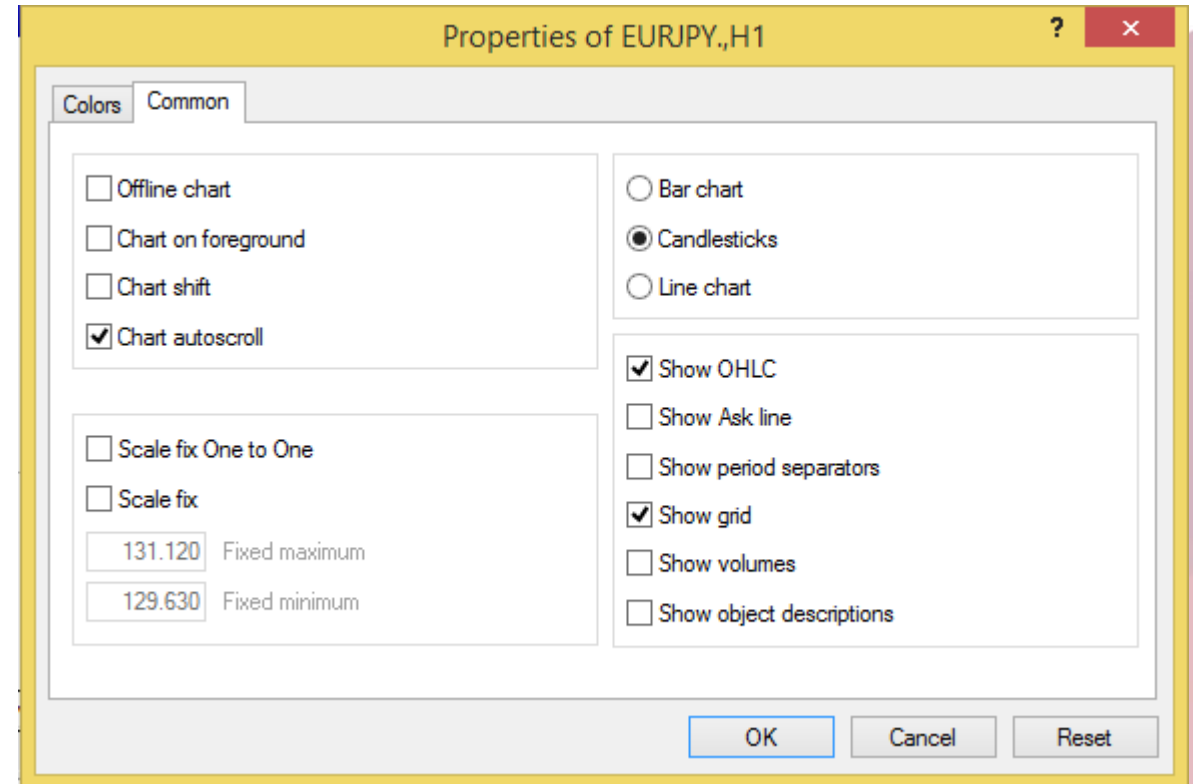 Properties of EURJPY.,H1
?
Colors
Common
Offline chart
Chart on foreground
Chart shift
Chart autoscroll
Scale fix One to One
Scale fix
131.120 Fixed maximum
129.630 Fixed minimum
Bar chart
Candlesticks
Line chart
Show OHLC
Show Ask line
Show period separators
Show grid
Show volumes
Show object descriptions
OK
Cancel
Reset